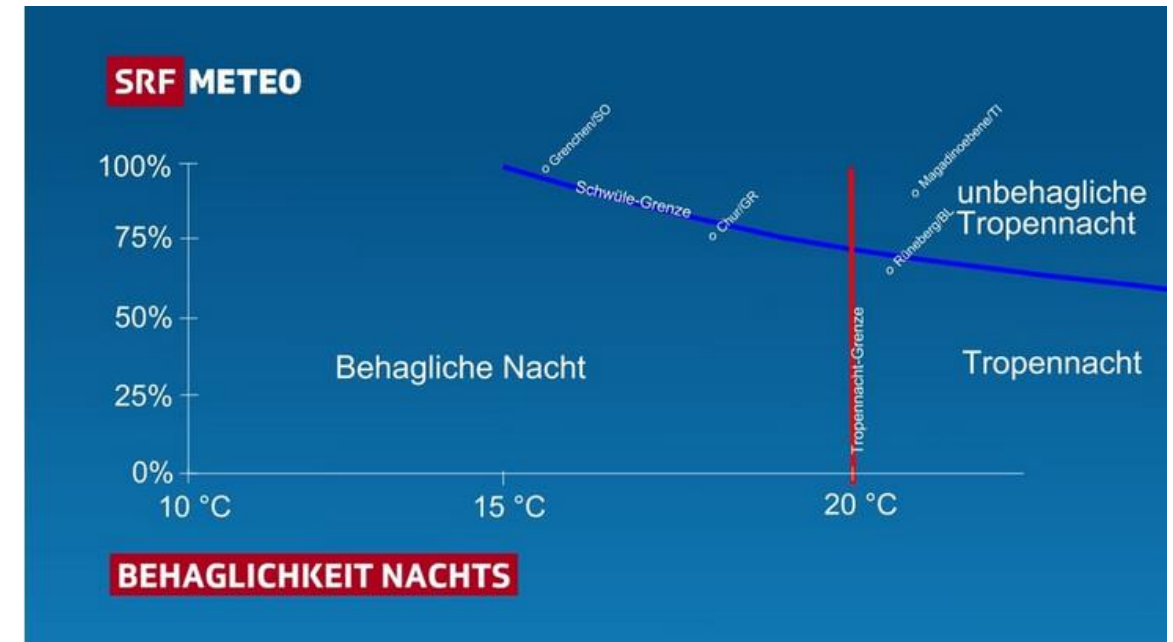 SRF METEO
100%
75%
50%
25%
0%
10 °C
15 °C
20 °C
Grenchen/SO
Schwüle-Grenze
Chur/GR
Magadinoebene/TI
Rüneberg/BL
unbehagliche
Tropennacht
Behagliche Nacht
Tropennacht-Grenze
Tropennacht
BEHAGLICHKEIT NACHTS